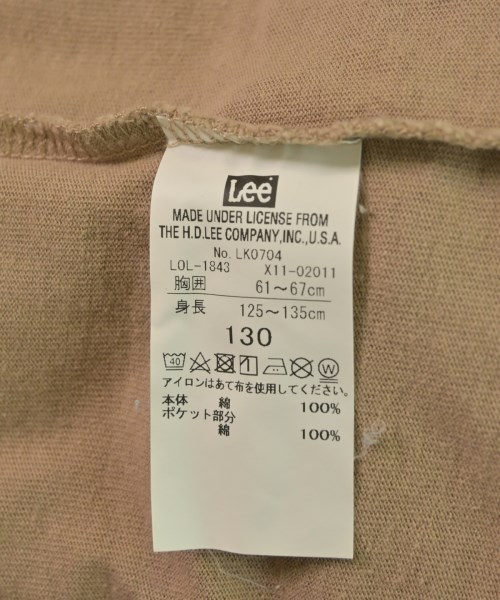 Lee
MADE UNDER LICENSE FROM
THE H.D.LEE COMPANY,INC.,U.S.A.
No. LK0704
LOL-1843 X11-02011
胸囲 61～67cm
身長 125～135cm
130
40 W
アイロンはあて布を使用してください。
本体 綿 100%
ポケット部分
綿 100%